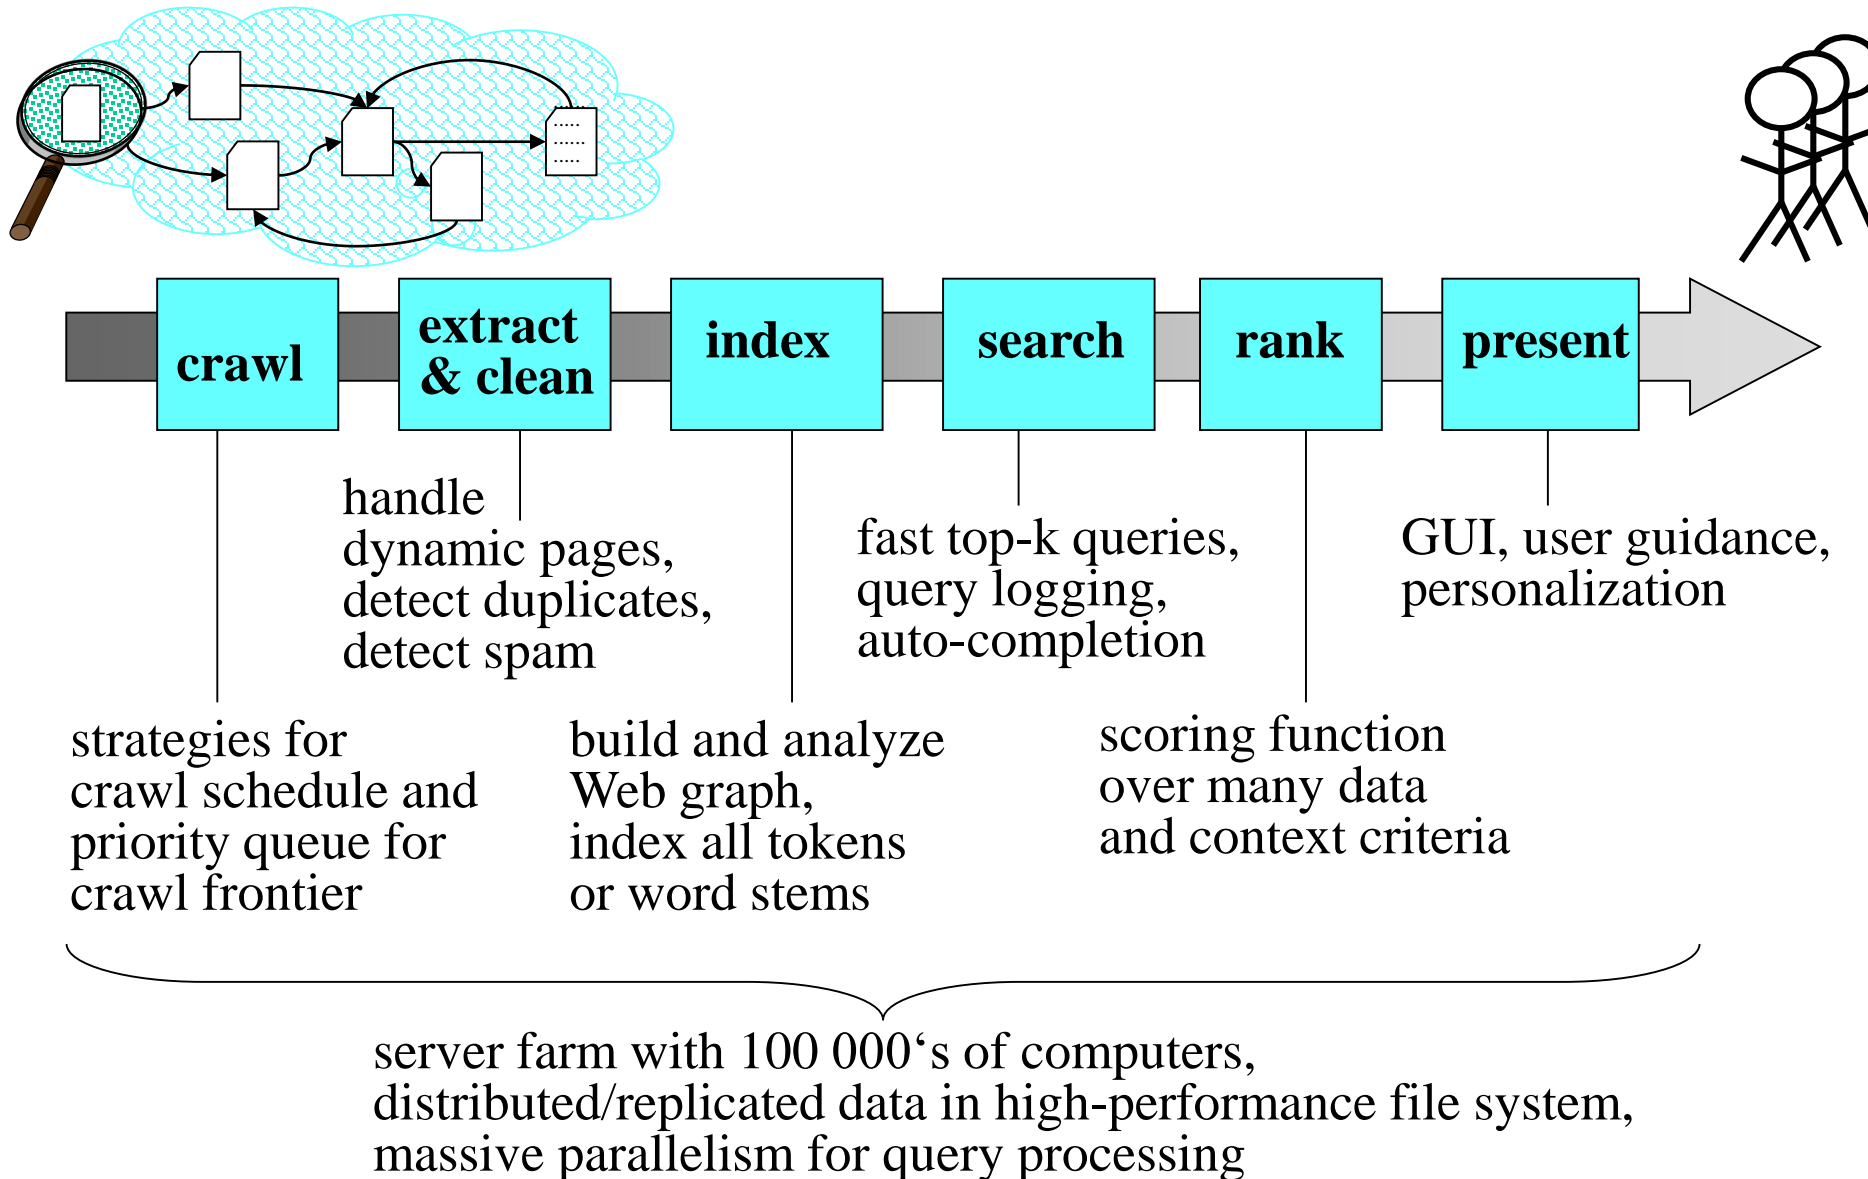 crawl
extract
& clean
index
search
rank
present
handle
dynamic pages,
detect duplicates,
detect spam
fast top-k queries,
query logging,
auto-completion
GUI, user guidance,
personalization
strategies for
crawl schedule and
priority queue for
crawl frontier
build and analyze
Web graph,
index all tokens
or word stems
scoring function
over many data
and context criteria
server farm with 100 000‘s of computers,
distributed/replicated data in high-performance file system,
massive parallelism for query processing